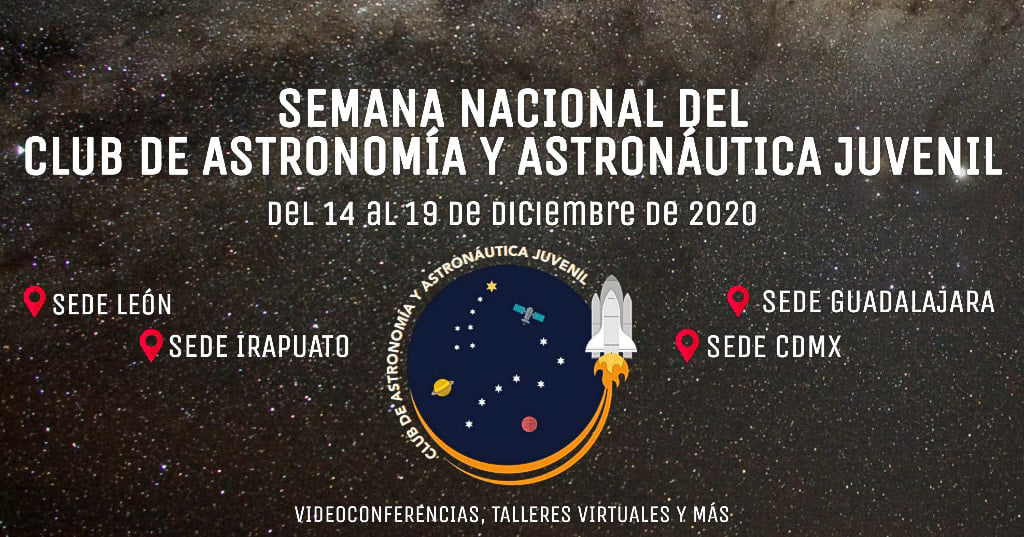 SEMANA NACIONAL DEL
CLUB DE ASTRONOMÍA Y ASTRONÁUTICA JUVENIL
DEL 14 AL 19 DE DICIEMBRE DE 2020
CLUB DE ASTRONOMÍA Y ASTRONÁUTICA JUVENIL
SEDE LEÓN
SEDE IRAPUATO
SEDE GUADALAJARA
SEDE CDMX
VIDEOCONFERENCIAS, TALLERES VIRTUALES Y MÁS